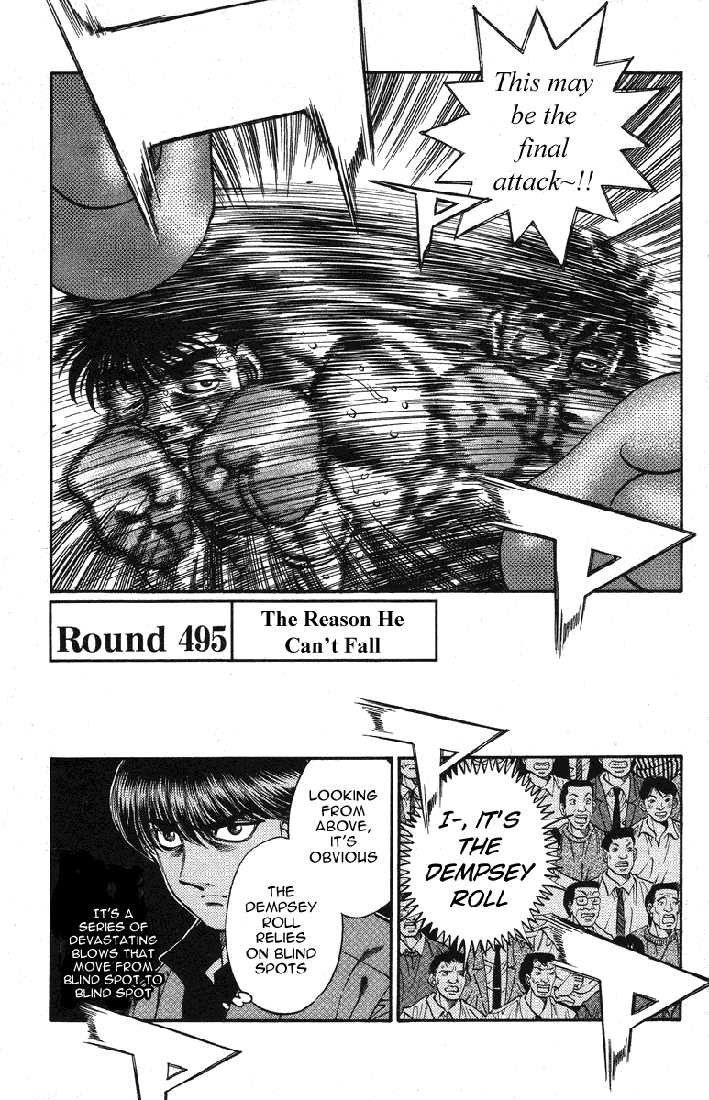 This may
be the
final
attack~!!
Round 495
The Reason He
Can't Fall
I-, IT'S
THE
DEMPSEY
ROLL
LOOKING
FROM
ABOVE,
IT'S
OBVIOUS
THE
DEMPSEY
ROLL
RELIES
ON BLIND
SPOTS
IT'S A
SERIES OF
DEVASTATING
BLOWS THAT
MOVE FROM
BLIND SPOT TO
BLIND SPOT